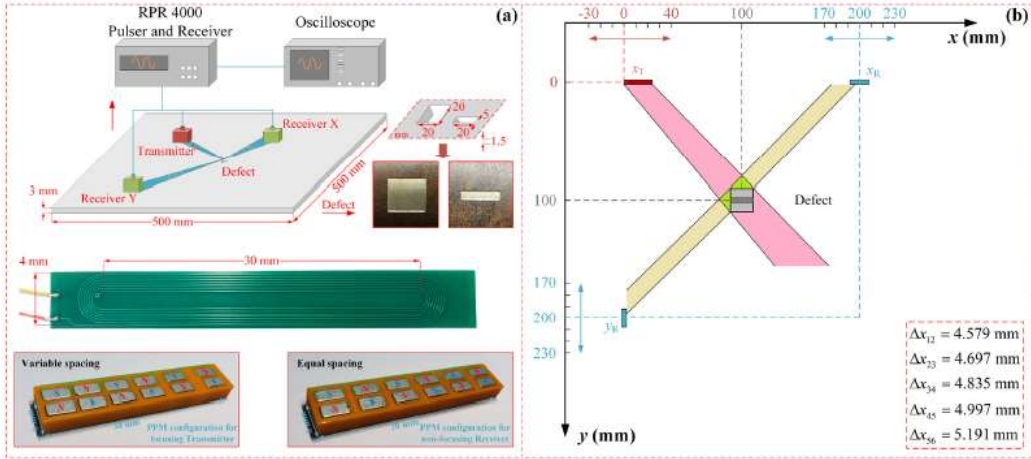 (a)
RPR 4000
Pulser and Receiver
Oscilloscope
Receiver X
Transmitter
Defect
Receiver Y
3 mm
500 mm
500 mm
20
20
5
20
1.5
Defect
4 mm
30 mm
Variable spacing
PPM configuration for
focusing Transmitter
Equal spacing
PPM configuration for
non-focusing Receiver
(b)
-30 0 40 100 170 200 230
x (mm)
0
xT
xR
100
Defect
170
200
230
yR
y (mm)
Δx12 = 4.579 mm
Δx23 = 4.697 mm
Δx34 = 4.835 mm
Δx45 = 4.997 mm
Δx56 = 5.191 mm